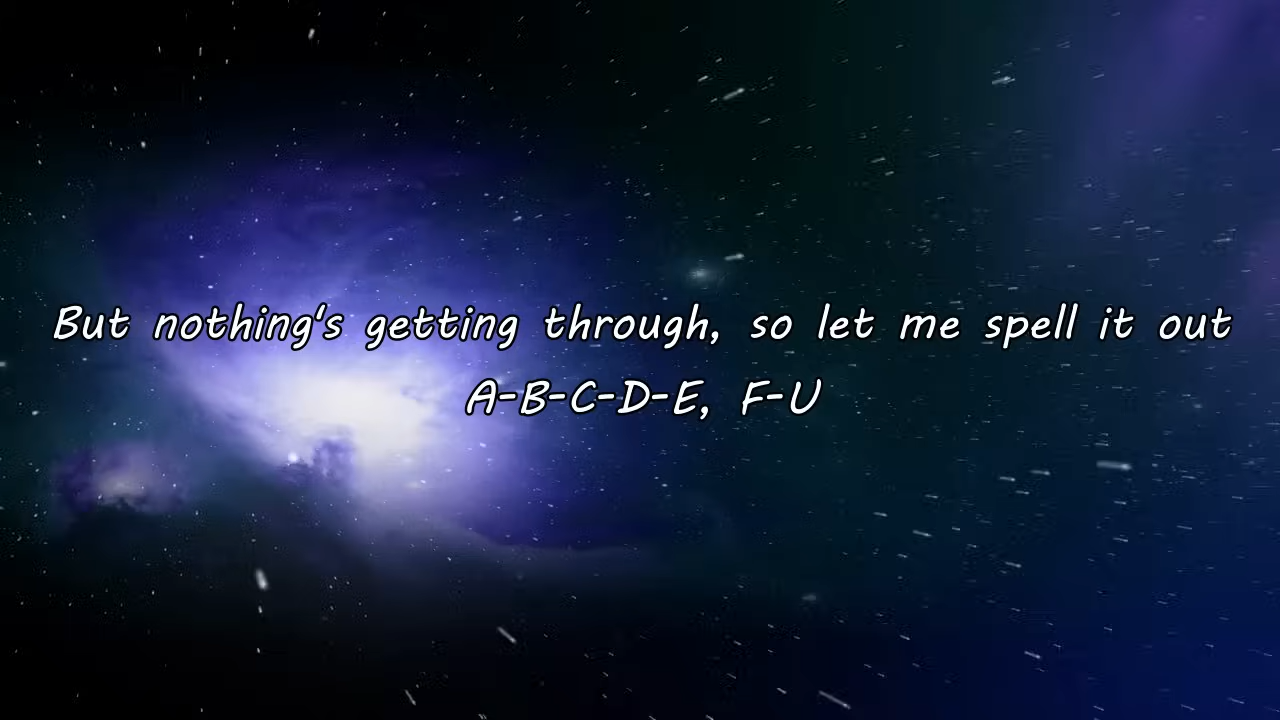 But nothing's getting through, so let me spell it out
A-B-C-D-E, F-U